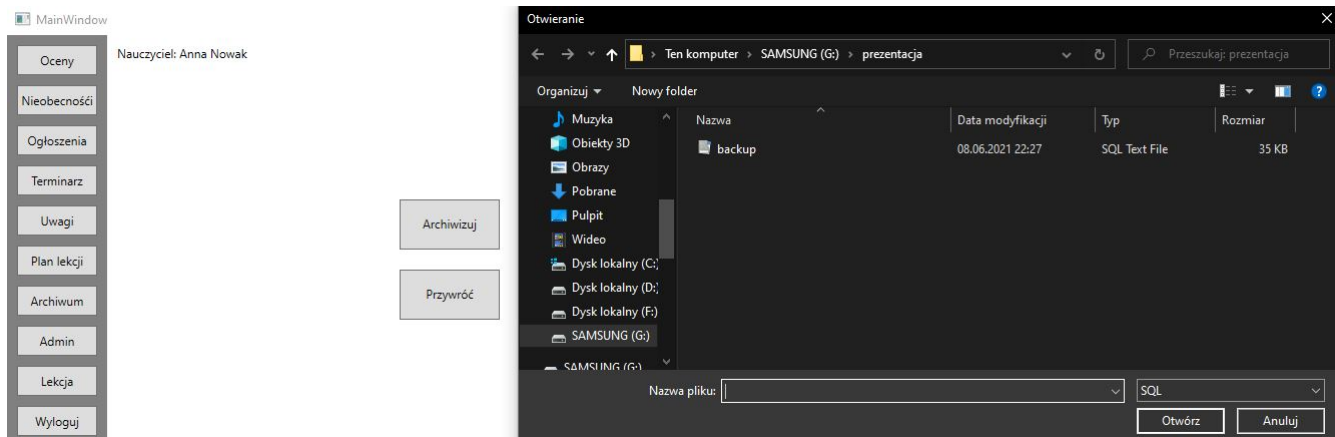 MainWindow
Oceny
Nieobecnośći
Ogłoszenia
Terminarz
Uwagi
Plan lekcji
Archiwum
Admin
Lekcja
Wyloguj
Nauczyciel: Anna Nowak
Archiwizuj
Przywróć
Otwieranie
Ten komputer > SAMSUNG (G:) > prezentacja
Przeszukaj: prezentacja
Organizuj
Nowy folder
Muzyka
Obiekty 3D
Obrazy
Pobrane
Pulpit
Wideo
Dysk lokalny (C:)
Dysk lokalny (D:)
Dysk lokalny (F:)
SAMSUNG (G:)
SAMSUNG (G:)
Nazwa Data modyfikacji Typ Rozmiar
backup 08.06.2021 22:27 SQL Text File 35 KB
Nazwa pliku:
SQL
Otwórz Anuluj